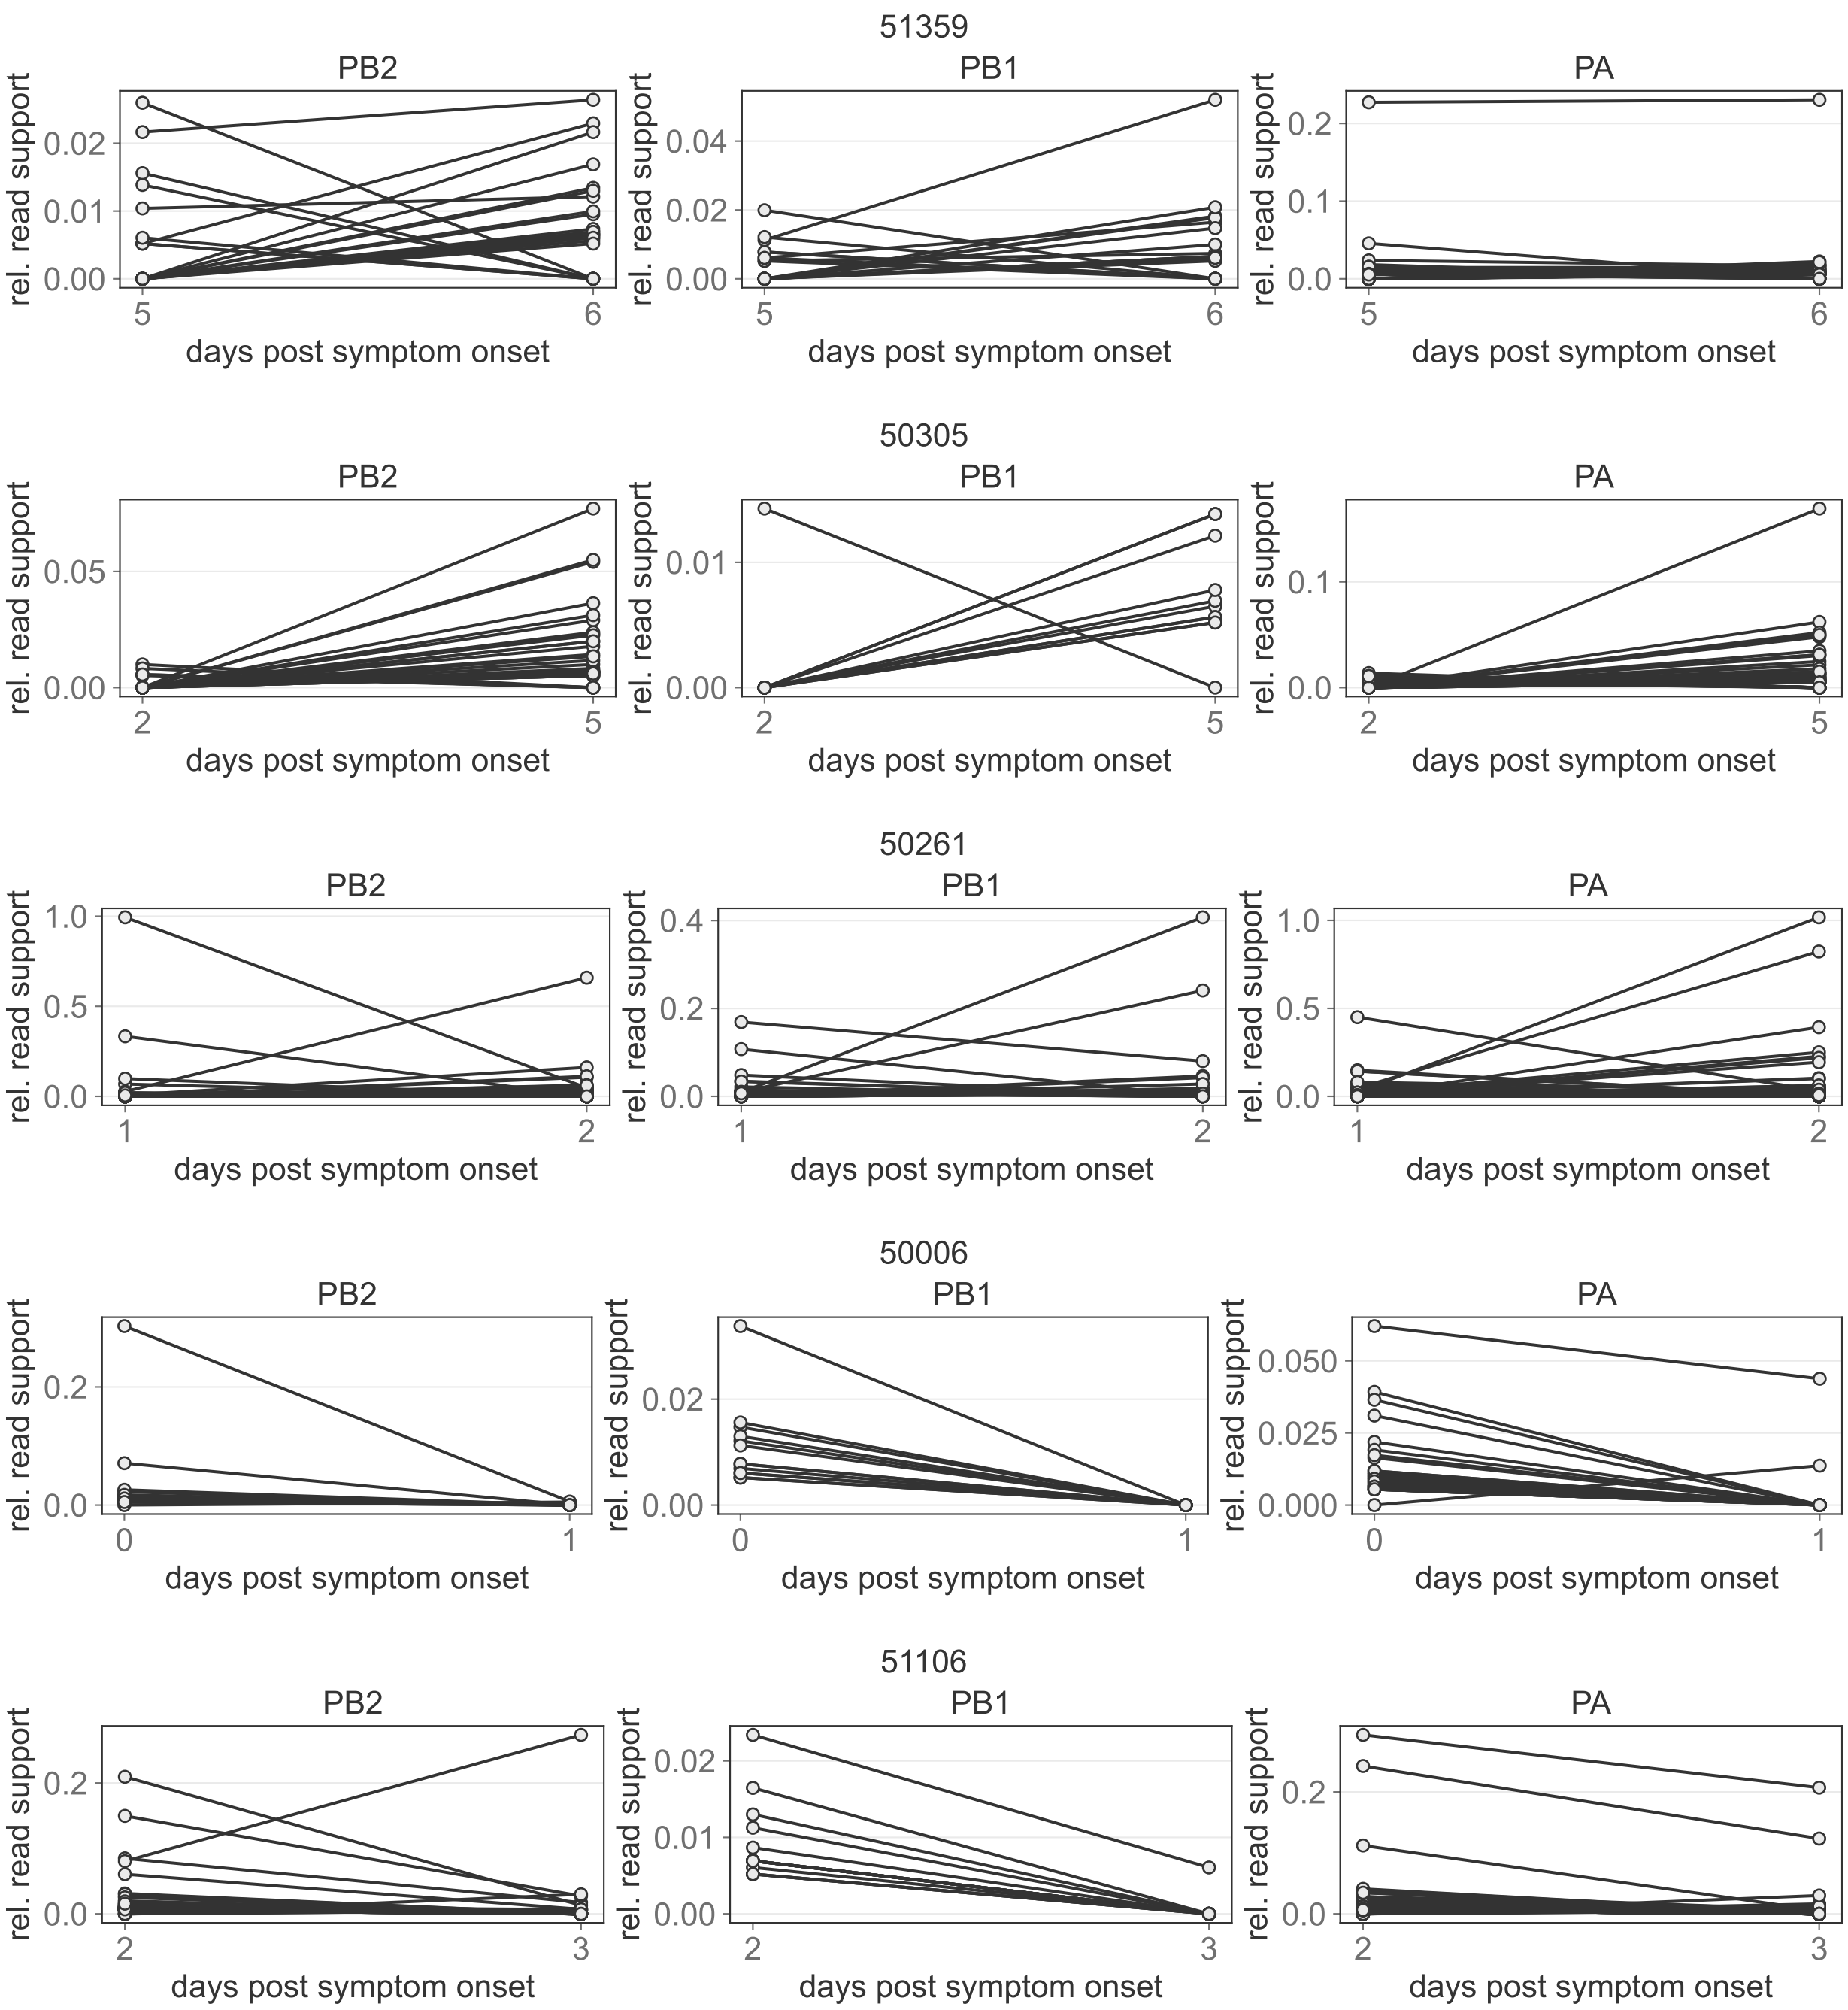 51359
PB2 PB1 PA
rel. read support
0.02
0.01
0.00
5 6
days post symptom onset
rel. read support
0.04
0.02
0.00
5 6
days post symptom onset
rel. read support
0.2
0.1
0.0
5 6
days post symptom onset
50305
PB2 PB1 PA
rel. read support
0.05
0.00
2 5
days post symptom onset
rel. read support
0.01
0.00
2 5
days post symptom onset
rel. read support
0.1
0.0
2 5
days post symptom onset
50261
PB2 PB1 PA
rel. read support
1.0
0.5
0.0
1 2
days post symptom onset
rel. read support
0.4
0.2
0.0
1 2
days post symptom onset
rel. read support
1.0
0.5
0.0
1 2
days post symptom onset
50006
PB2 PB1 PA
rel. read support
0.2
0.0
0 1
days post symptom onset
rel. read support
0.02
0.00
0 1
days post symptom onset
rel. read support
0.050
0.025
0.000
0 1
days post symptom onset
51106
PB2 PB1 PA
rel. read support
0.2
0.0
2 3
days post symptom onset
rel. read support
0.02
0.01
0.00
2 3
days post symptom onset
rel. read support
0.2
0.0
2 3
days post symptom onset